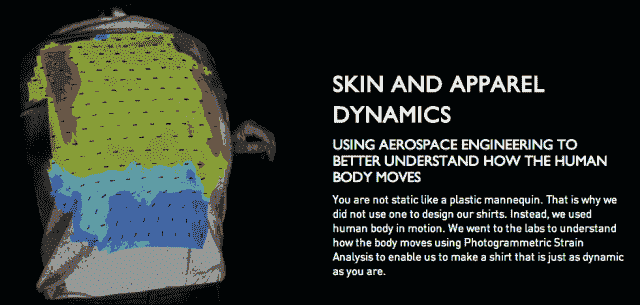 SKIN AND APPAREL
DYNAMICS
USING AEROSPACE ENGINEERING TO
BETTER UNDERSTAND HOW THE HUMAN
BODY MOVES
You are not static like a plastic mannequin. That is why we
did not use one to design our shirts. Instead, we used
human body in motion. We went to the labs to understand
how the body moves using Photogrammetric Strain
Analysis to enable us to make a shirt that is just as dynamic
as you are.